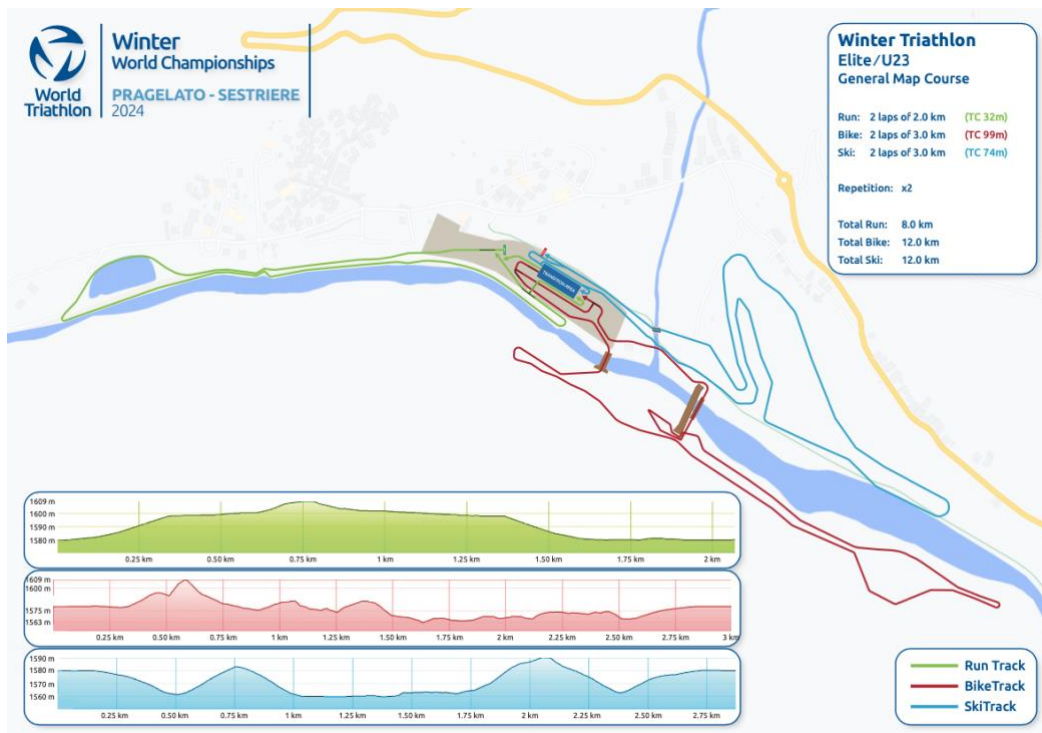 World
Triathlon
Winter
World Championships
PRAGELATO - SESTRIERE
2024
Winter Triathlon
Elite/U23
General Map Course
Run: 2 laps of 2.0 km (TC 32m)
Bike: 2 laps of 3.0 km (TC 99m)
Ski: 2 laps of 3.0 km (TC 74m)
Repetition: x2
Total Run: 8.0 km
Total Bike: 12.0 km
Total Ski: 12.0 km
TRANSITION AREA
1609 m
1600 m
1590 m
1580 m
0.25 km 0.50 km 0.75 km 1 km 1.25 km 1.50 km 1.75 km 2 km
1609 m
1600 m
1575 m
1563 m
0.25 km 0.50 km 0.75 km 1 km 1.25 km 1.50 km 1.75 km 2 km 2.25 km 2.50 km 2.75 km 3 km
1590 m
1580 m
1570 m
1560 m
0.25 km 0.50 km 0.75 km 1 km 1.25 km 1.50 km 1.75 km 2 km 2.25 km 2.50 km 2.75 km
Run Track
BikeTrack
SkiTrack